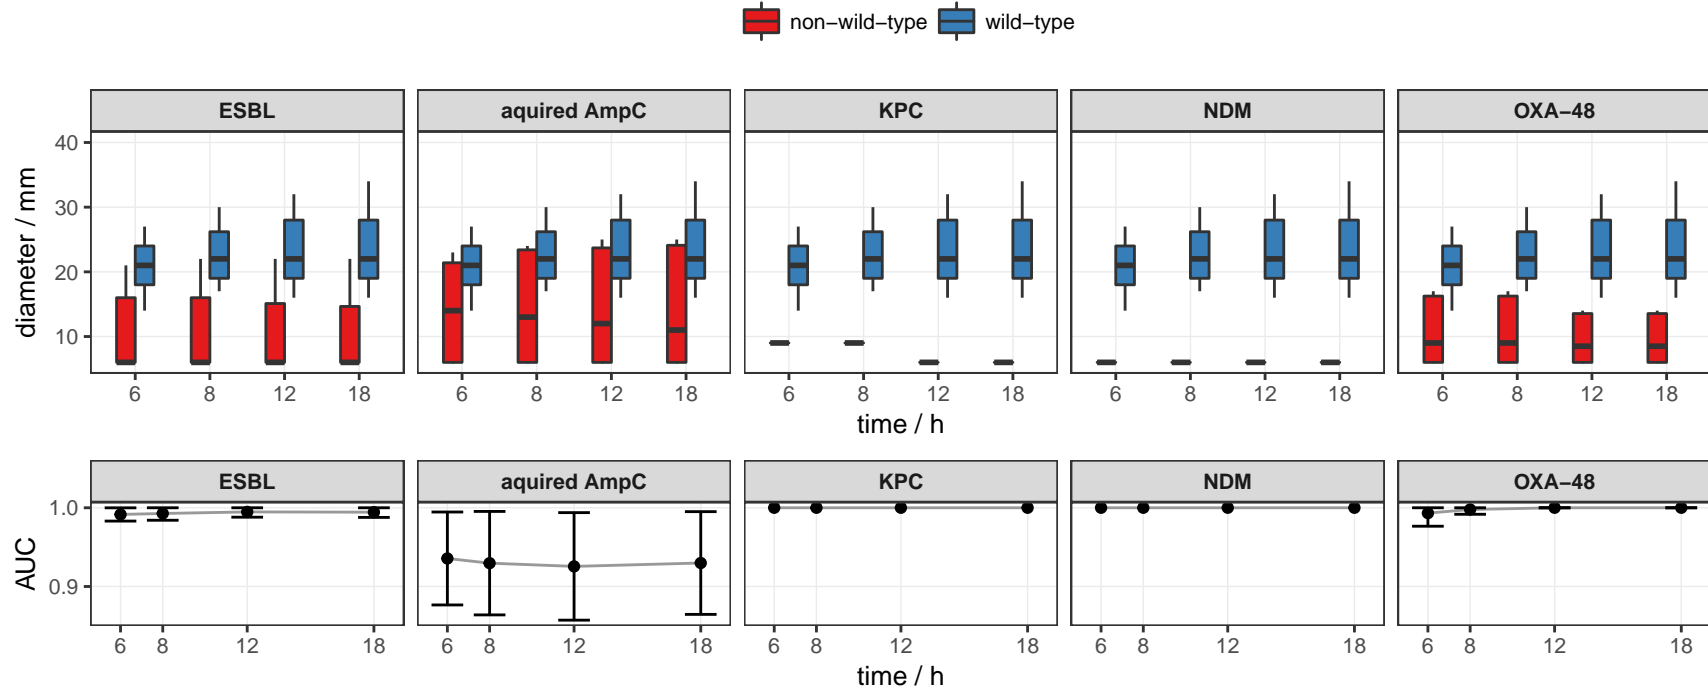 non−wild−type wild−type
ESBL aquired AmpC KPC NDM OXA−48
diameter / mm
40
30
20
10
6 8 12 18 6 8 12 18 6 8 12 18 6 8 12 18 6 8 12 18
time / h
ESBL aquired AmpC KPC NDM OXA−48
AUC
1.0
0.9
6 8 12 18 6 8 12 18 6 8 12 18 6 8 12 18 6 8 12 18
time / h